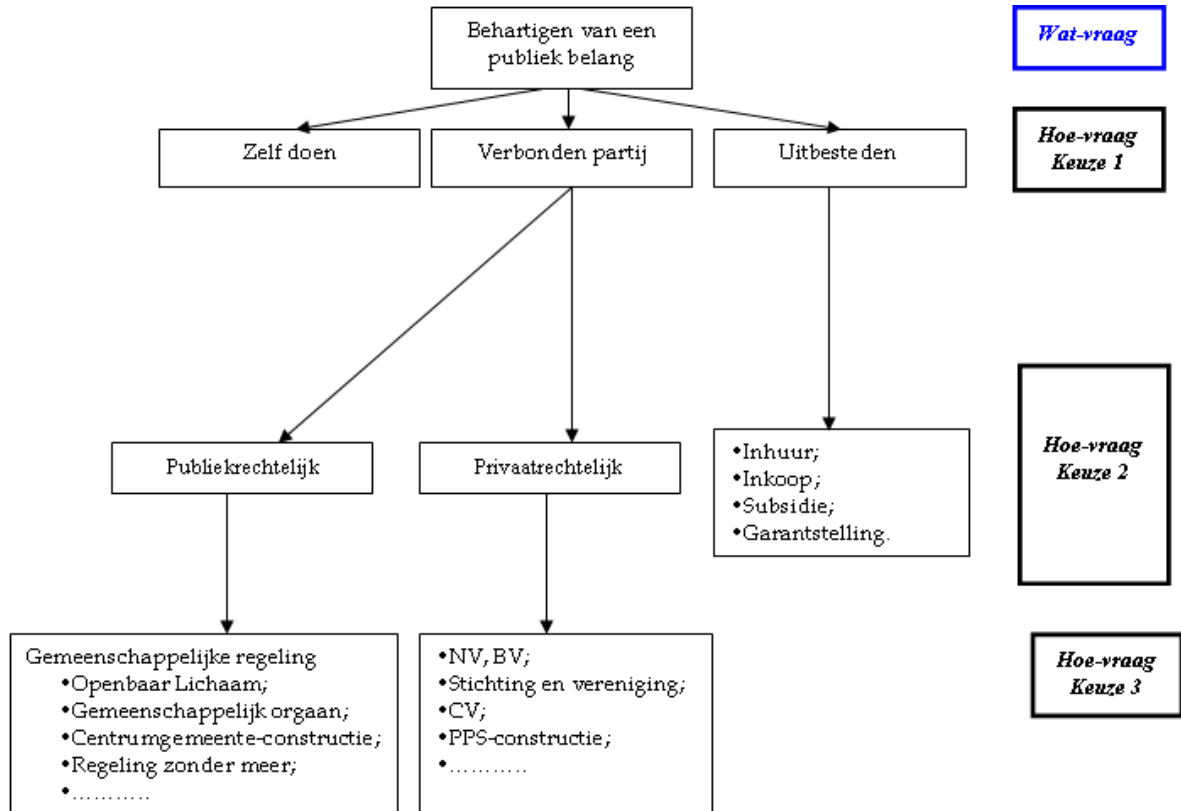 Behartigen van een
publiek belang
Wat-vraag
Zelf doen
Verbonden partij
Uitbesteden
Hoe-vraag
Keuze 1
Publiekrechtelijk
Privaatrechtelijk
•Inhuur;
•Inkoop;
•Subsidie;
•Garantstelling.
Hoe-vraag
Keuze 2
Gemeenschappelijke regeling
•Openbaar Lichaam;
•Gemeenschappelijk orgaan;
•Centrumgemeente-constructie;
•Regeling zonder meer;
•………..
•NV, BV;
•Stichting en vereniging;
•CV;
•PPS-constructie;
•………..
Hoe-vraag
Keuze 3